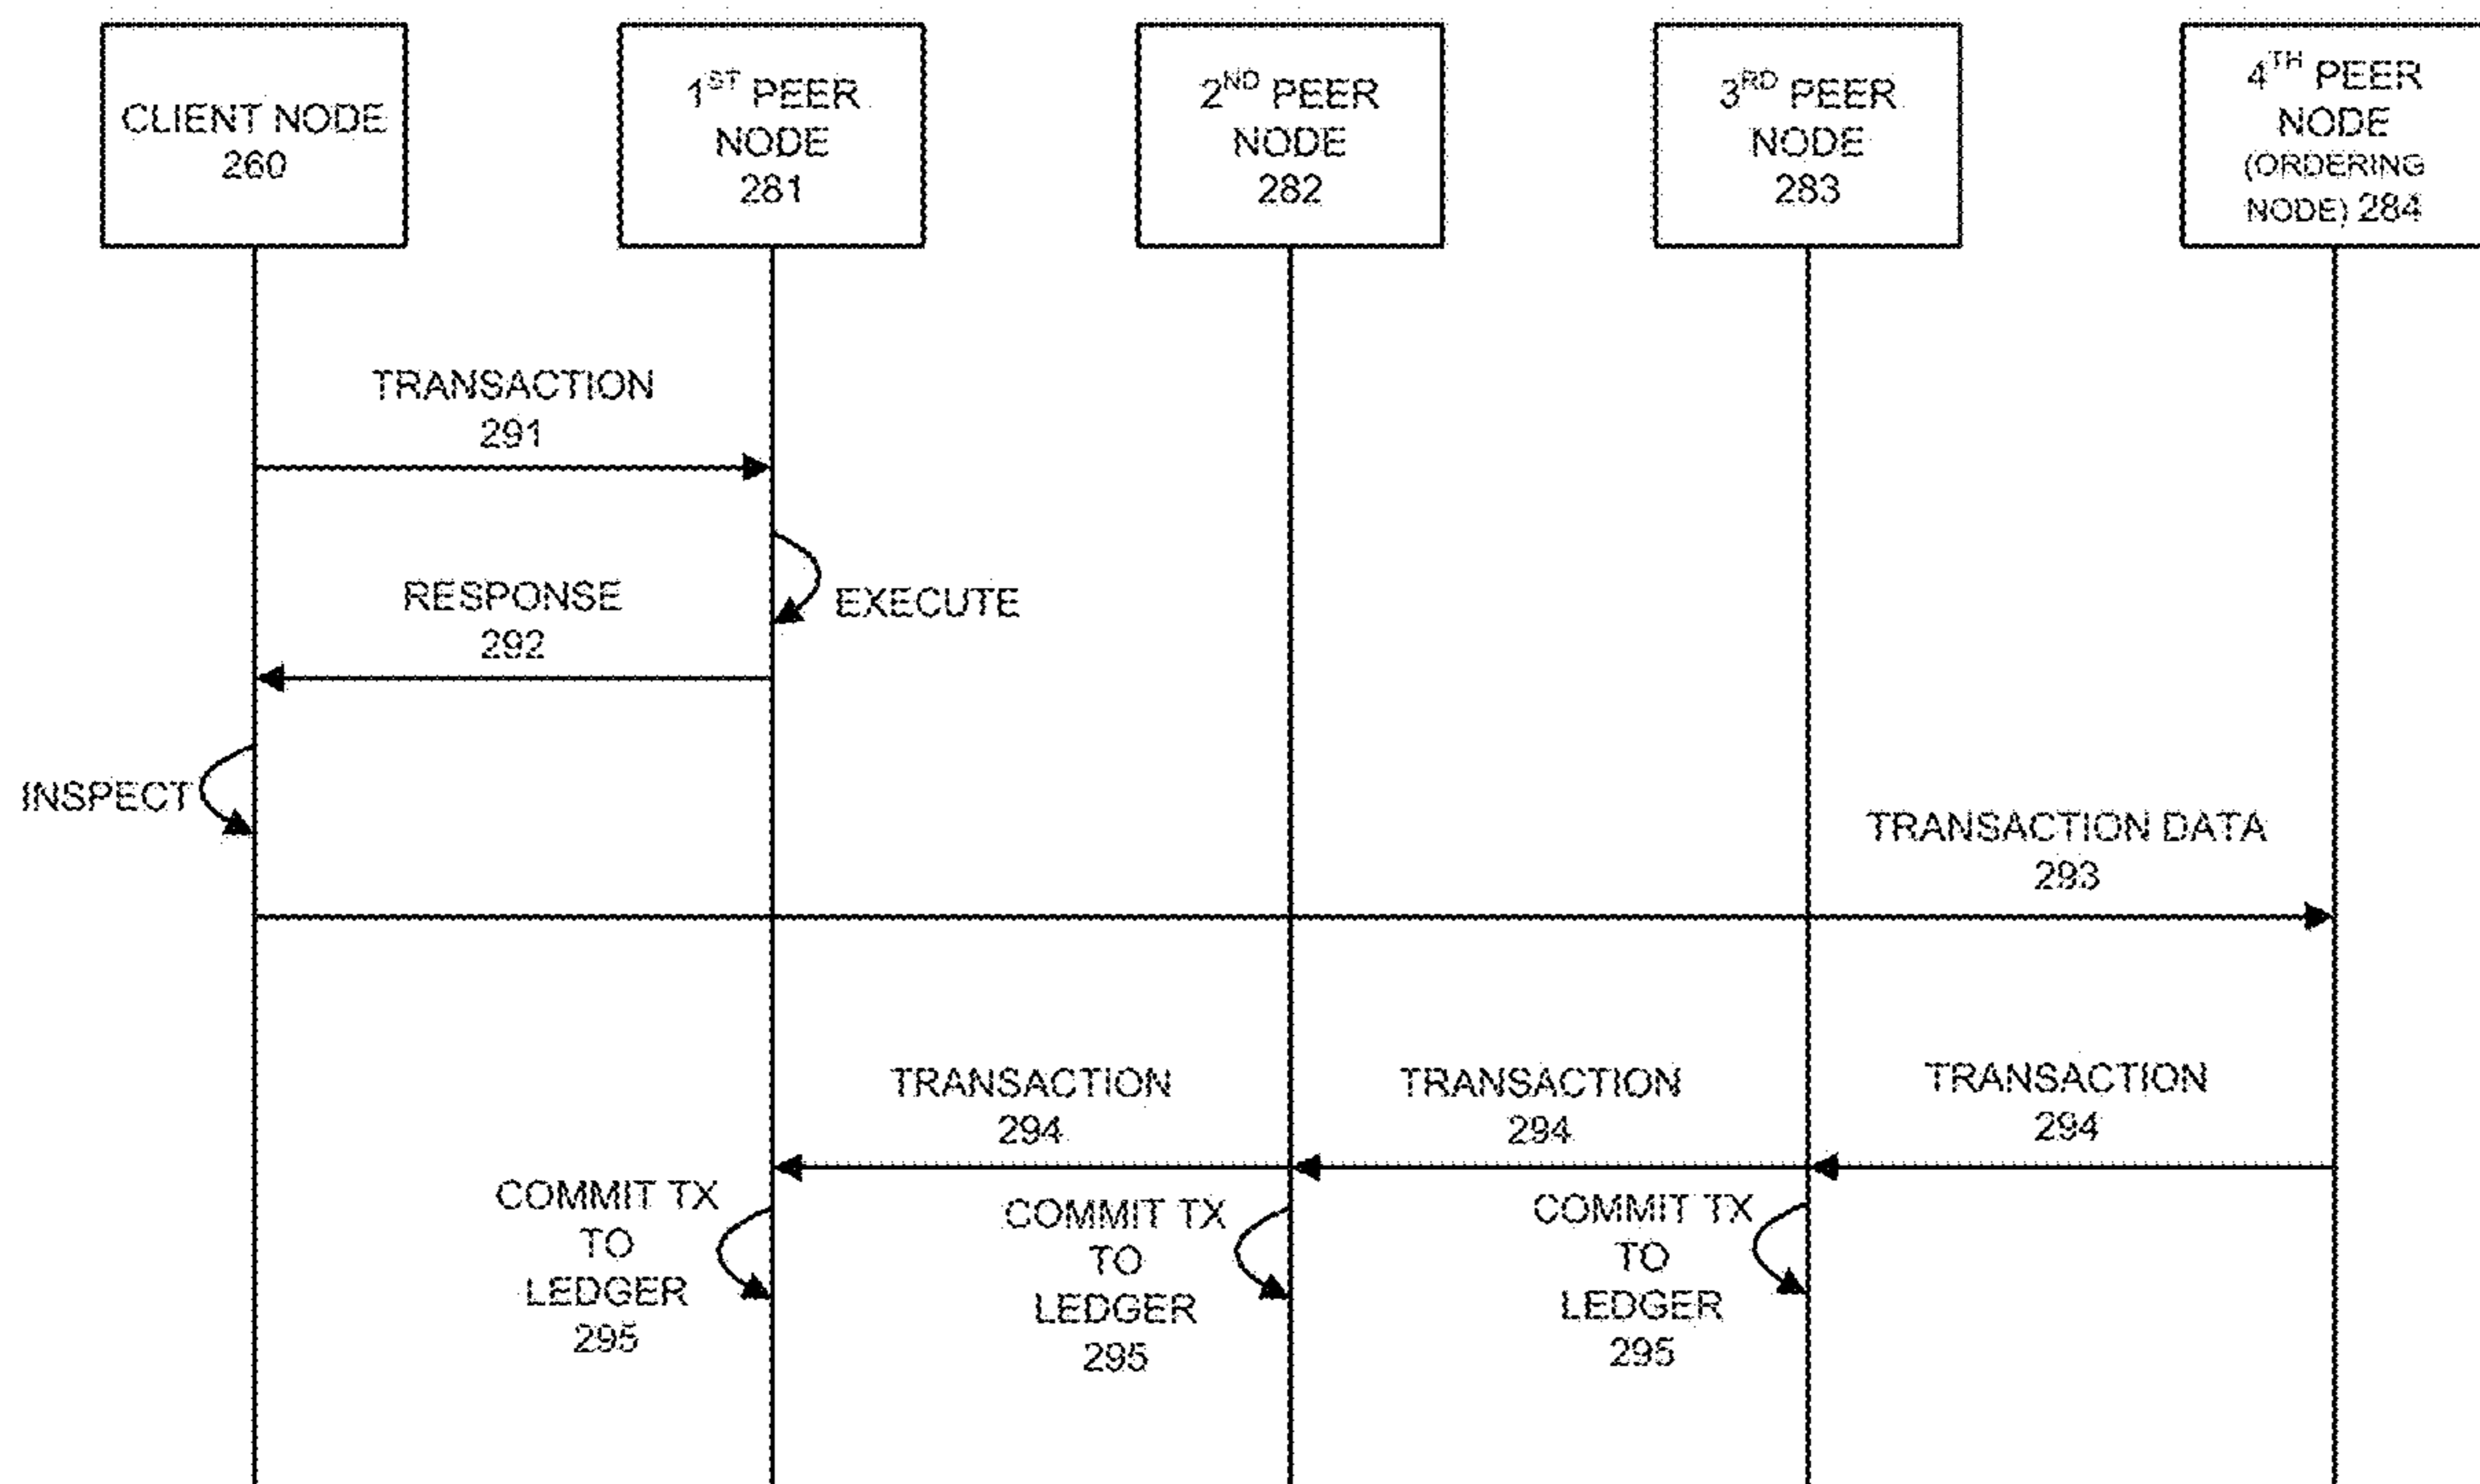 CLIENT NODE
260
1ST PEER
NODE
281
2ND PEER
NODE
282
3RD PEER
NODE
283
4TH PEER
NODE
(ORDERING
NODE) 284
TRANSACTION
291
EXECUTE
RESPONSE
292
INSPECT
TRANSACTION DATA
293
TRANSACTION
294
TRANSACTION
294
TRANSACTION
294
COMMIT TX
TO
LEDGER
295
COMMIT TX
TO
LEDGER
295
COMMIT TX
TO
LEDGER
295